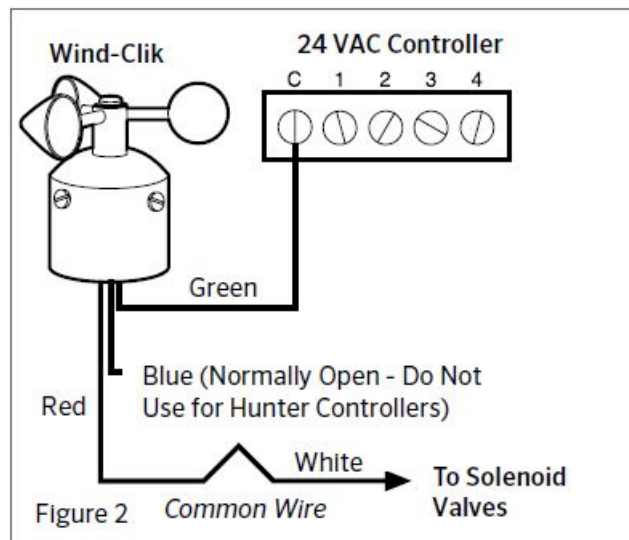 Wind-Clik
24 VAC Controller
C 1 2 3 4
Green
Blue (Normally Open - Do Not
Use for Hunter Controllers)
Red
White
To Solenoid
Valves
Figure 2
Common Wire